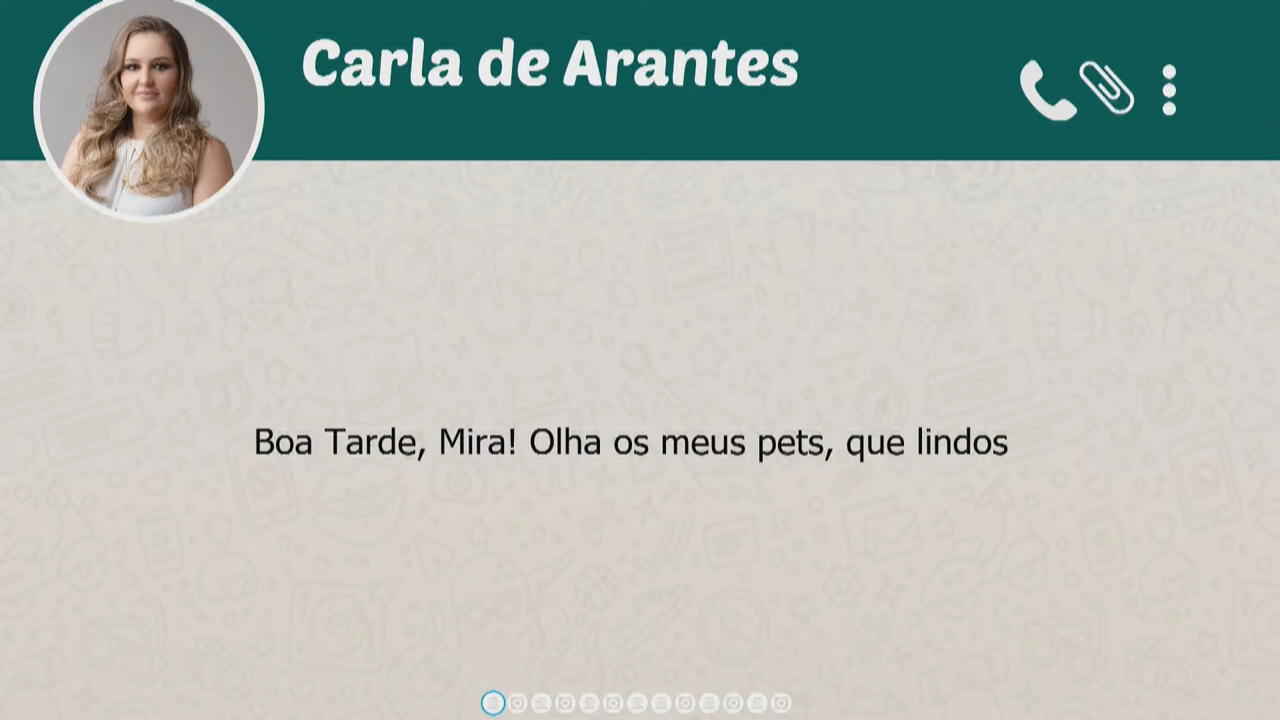 Carla de Arantes
Boa Tarde, Mira! Olha os meus pets, que lindos